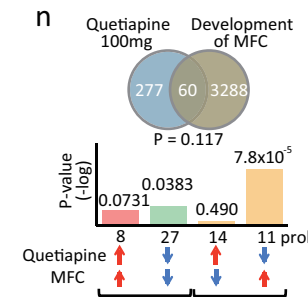 n
Quetiapine Development
100mg of MFC
277 60 3288
P = 0.117
P-value
(-log)
0.0731 0.0383 0.490 7.8x10⁻⁵
8 27 14 11
Quetiapine
MFC